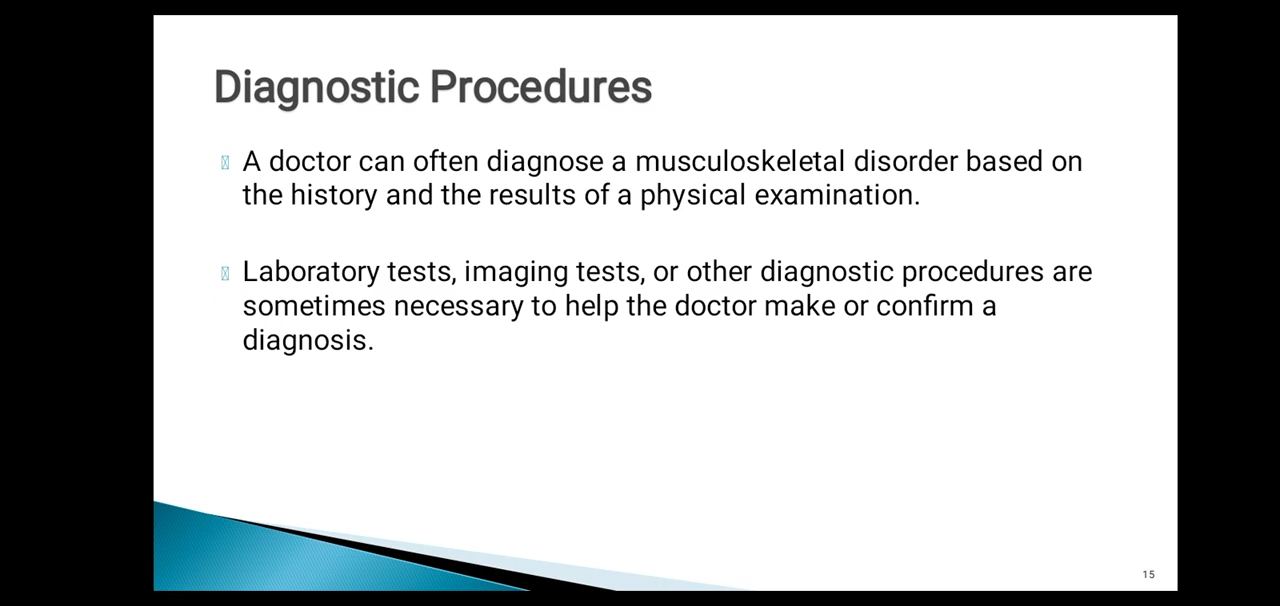 Diagnostic Procedures
A doctor can often diagnose a musculoskeletal disorder based on
the history and the results of a physical examination.
Laboratory tests, imaging tests, or other diagnostic procedures are
sometimes necessary to help the doctor make or confirm a
diagnosis.
15